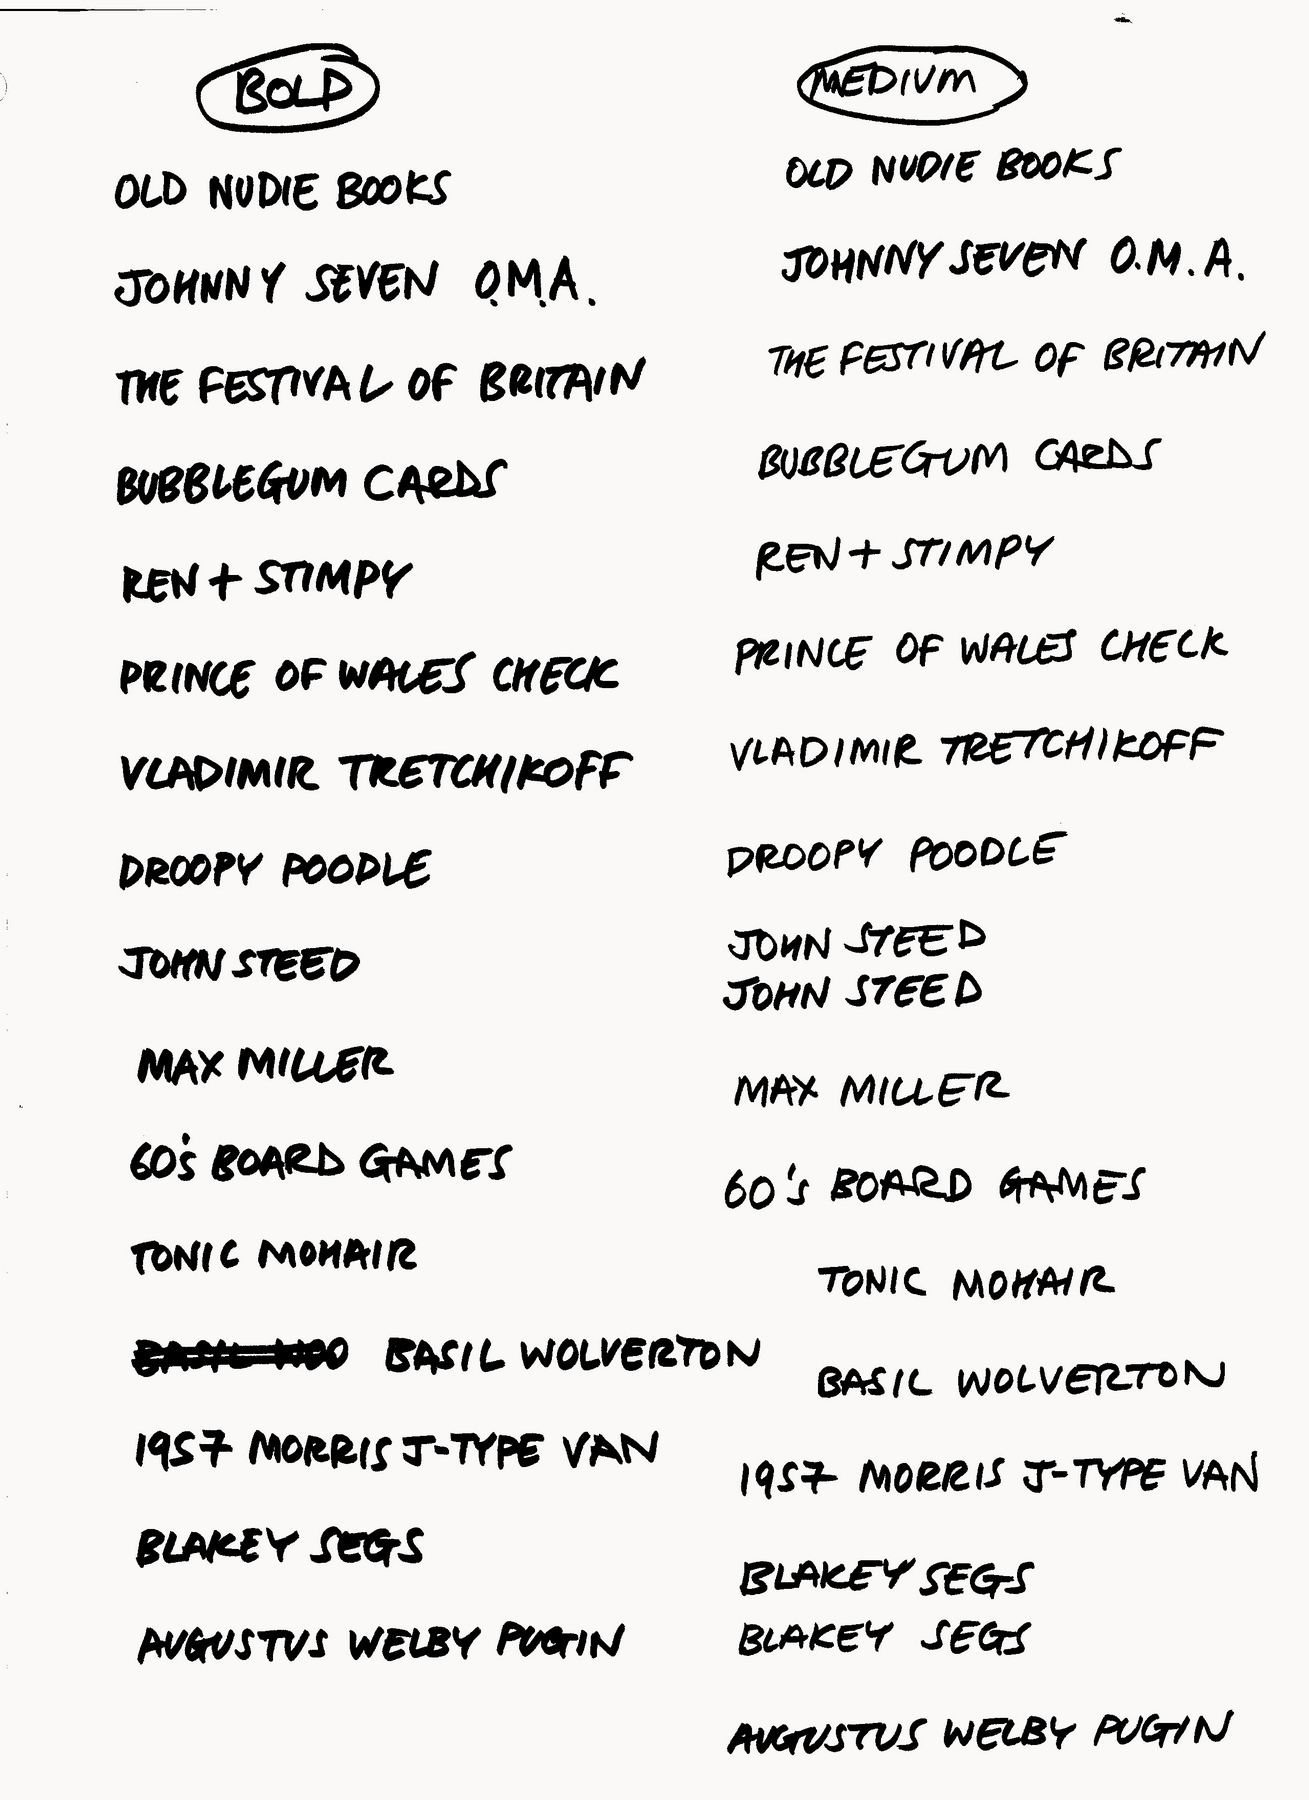 BOLD
OLD NUDIE BOOKS
JOHNNY SEVEN O.M.A.
THE FESTIVAL OF BRITAIN
BUBBLEGUM CARDS
REN + STIMPY
PRINCE OF WALES CHECK
VLADIMIR TRETCHIKOFF
DROOPY POODLE
JOHN STEED
MAX MILLER
60's BOARD GAMES
TONIC MOHAIR
BASIL WOLVERTON
1957 MORRIS J-TYPE VAN
BLAKEY SEGS
AUGUSTUS WELBY PUGIN
MEDIUM
OLD NUDIE BOOKS
JOHNNY SEVEN O.M.A.
THE FESTIVAL OF BRITAIN
BUBBLEGUM CARDS
REN + STIMPY
PRINCE OF WALES CHECK
VLADIMIR TRETCHIKOFF
DROOPY POODLE
JOHN STEED
JOHN STEED
MAX MILLER
60's BOARD GAMES
TONIC MOHAIR
BASIL WOLVERTON
1957 MORRIS J-TYPE VAN
BLAKEY SEGS
BLAKEY SEGS
AUGUSTUS WELBY PUGIN